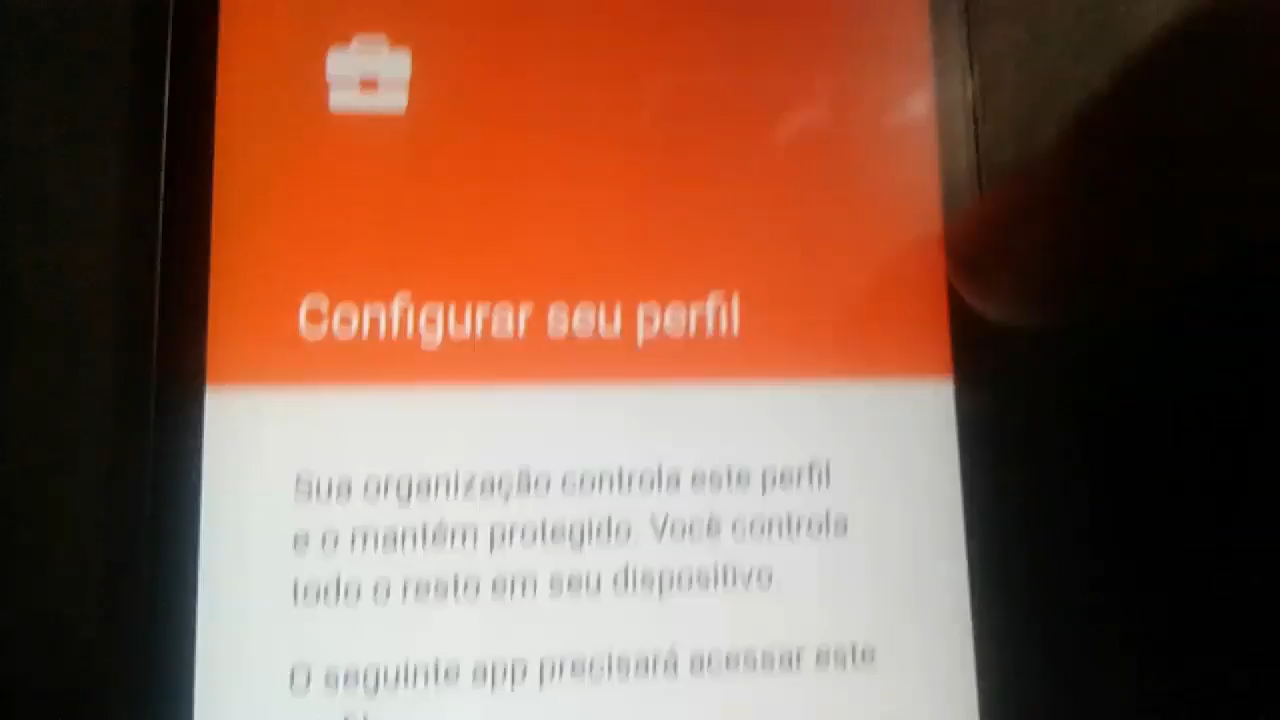 Configurar seu perfil
Sua organização controla este perfil
e o mantém protegido. Você controla
todo o resto em seu dispositivo.
O seguinte app precisará acessar este